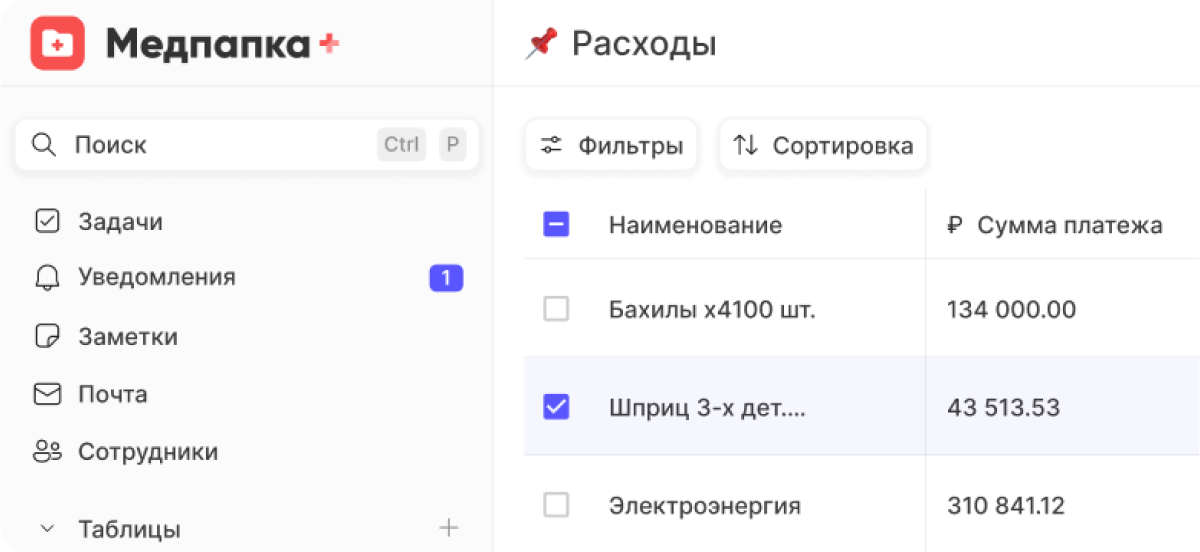 Медпапка
Поиск
Ctrl P
Задачи
Уведомления
1
Заметки
Почта
Сотрудники
Таблицы
Расходы
Фильтры
Сортировка
Наименование
₽ Сумма платежа
Бахилы х4100 шт.
134 000.00
Шприц 3-х дет....
43 513.53
Электроэнергия
310 841.12